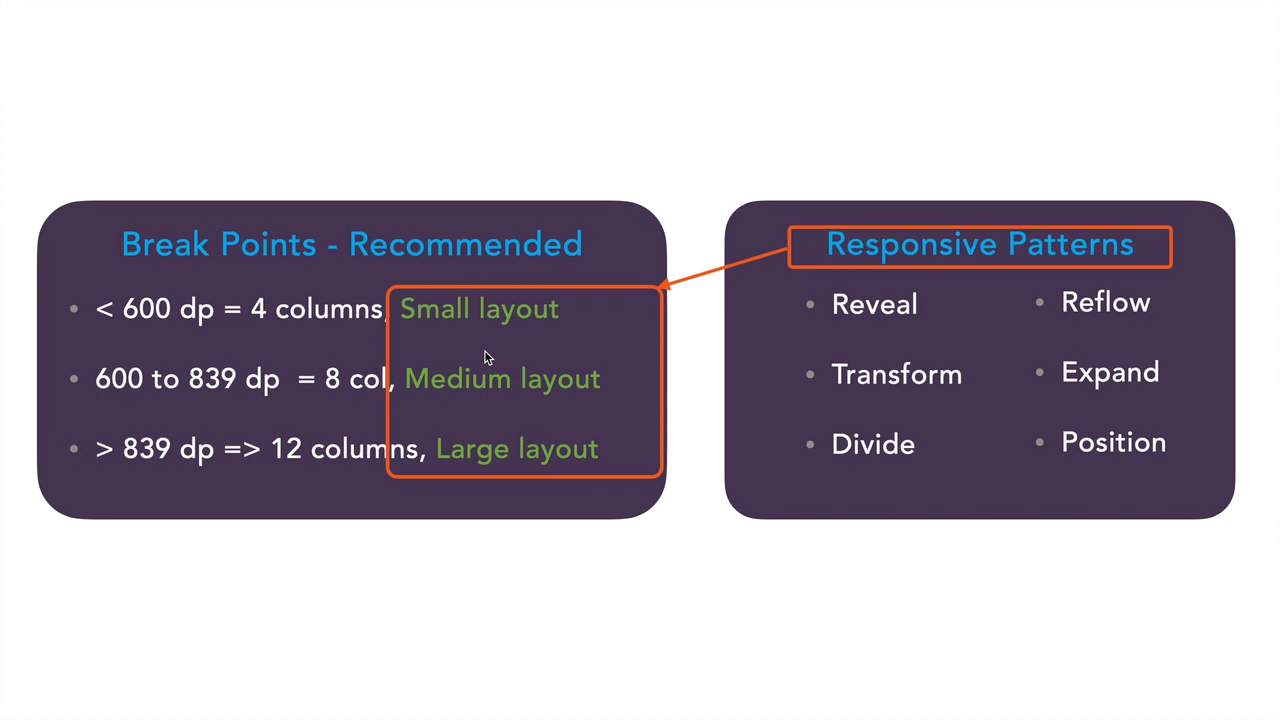 Break Points - Recommended
• < 600 dp = 4 columns, Small layout
• 600 to 839 dp = 8 col, Medium layout
• > 839 dp => 12 columns, Large layout
Responsive Patterns
• Reveal
• Transform
• Divide
• Reflow
• Expand
• Position